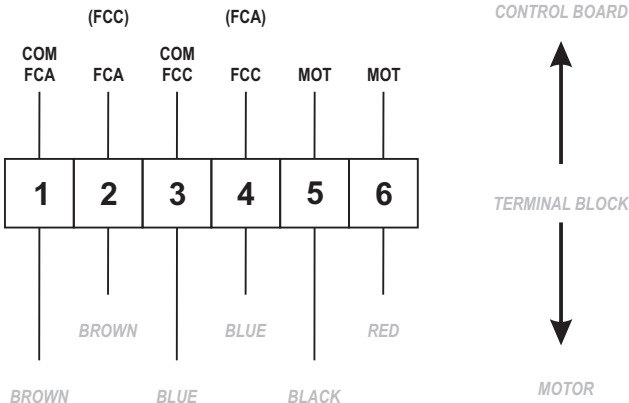 (FCC) (FCA) CONTROL BOARD
COM COM
FCA FCA FCC FCC MOT MOT
1 2 3 4 5 6
TERMINAL BLOCK
BROWN BLUE RED
BROWN BLUE BLACK MOTOR